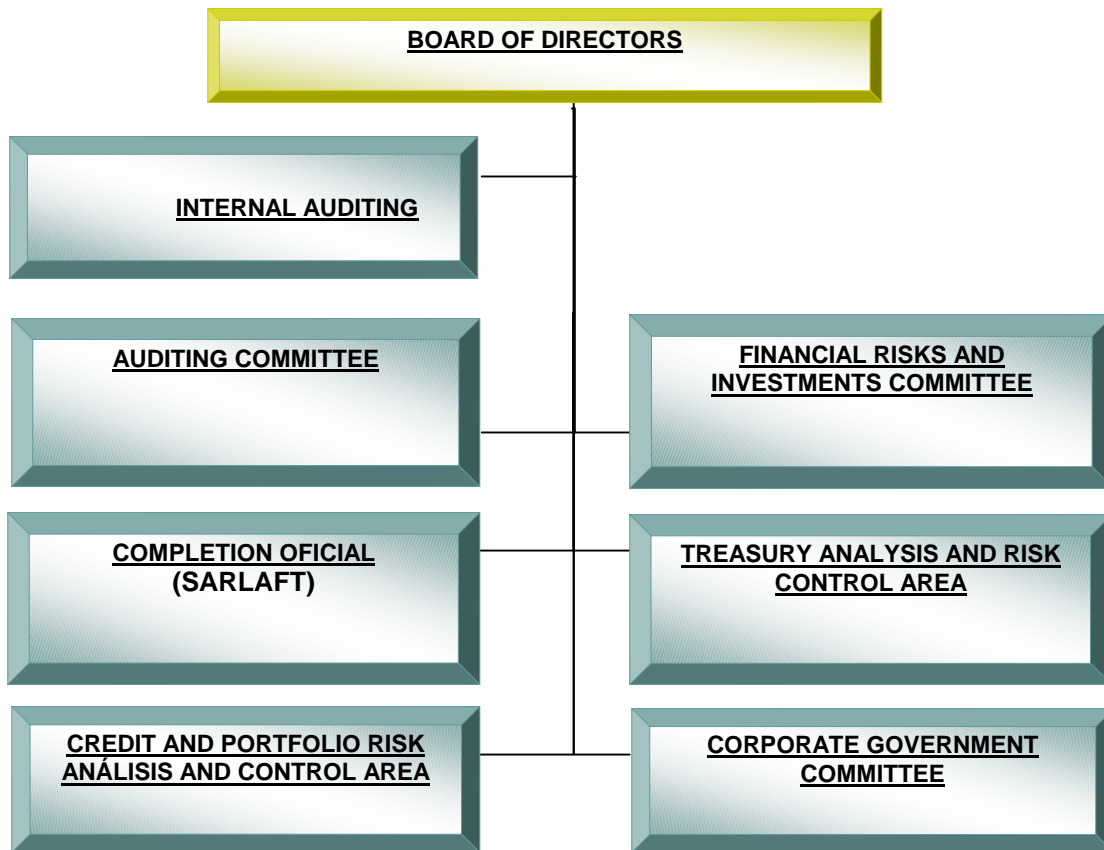 BOARD OF DIRECTORS
INTERNAL AUDITING
AUDITING COMMITTEE
FINANCIAL RISKS AND
INVESTMENTS COMMITTEE
COMPLETION OFICIAL
(SARLAFT)
TREASURY ANALYSIS AND RISK
CONTROL AREA
CREDIT AND PORTFOLIO RISK
ANÁLISIS AND CONTROL AREA
CORPORATE GOVERNMENT
COMMITTEE